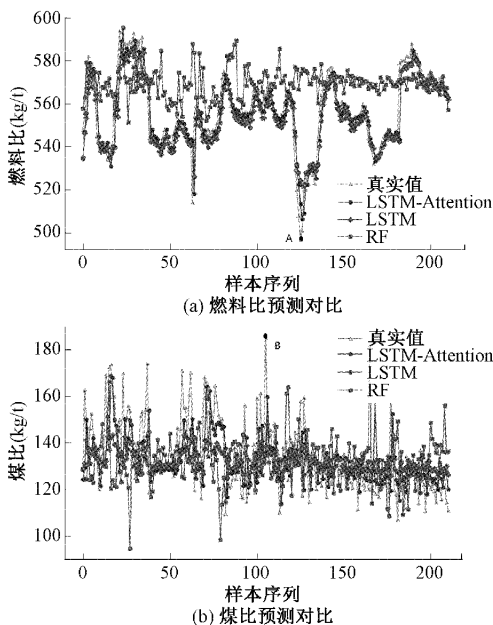 600
580
560
540
520
500
燃料比(kg/t)
A
真实值
LSTM-Attention
LSTM
RF
0 50 100 150 200
样本序列
(a) 燃料比预测对比
180
160
140
120
100
煤比(kg/t)
B
真实值
LSTM-Attention
LSTM
RF
0 50 100 150 200
样本序列
(b) 煤比预测对比